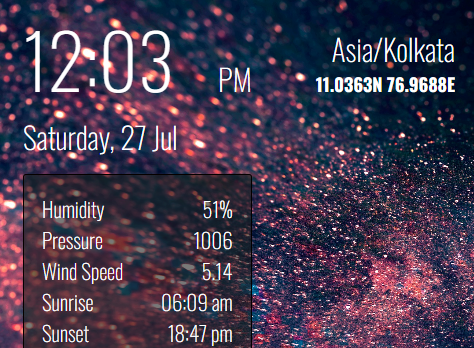 12:03 PM
Asia/Kolkata
11.0363N 76.9688E
Saturday, 27 Jul
Humidity 51%
Pressure 1006
Wind Speed 5.14
Sunrise 06:09 am
Sunset 18:47 pm